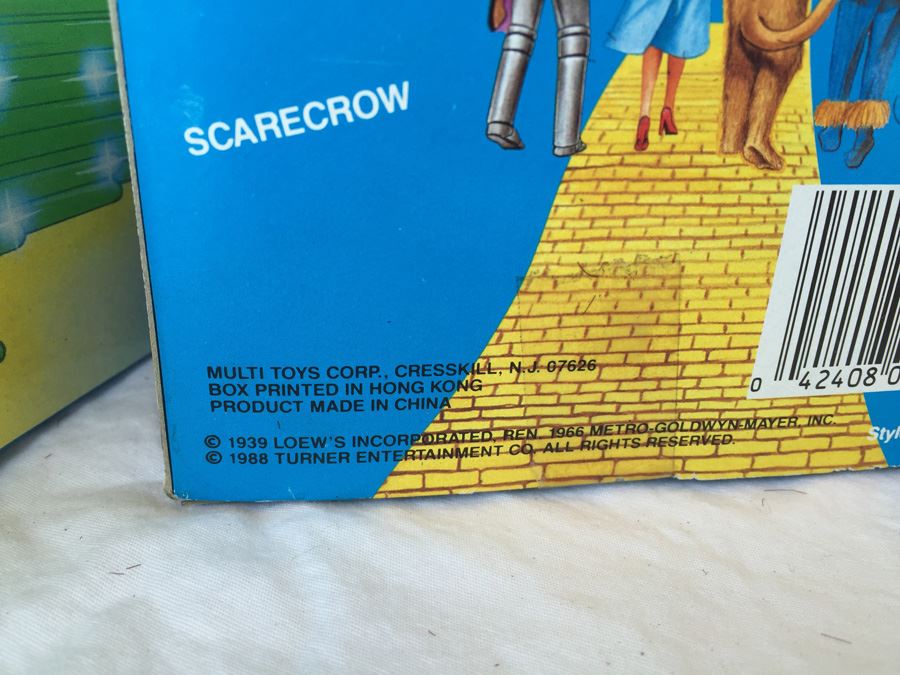 SCARECROW
MULTI TOYS CORP., CRESSKILL, N.J. 07626
BOX PRINTED IN HONG KONG
PRODUCT MADE IN CHINA
© 1939 LOEW'S INCORPORATED, REN. 1966 METRO-GOLDWYN-MAYER, INC.
© 1988 TURNER ENTERTAINMENT CO. ALL RIGHTS RESERVED.
0 42408 0